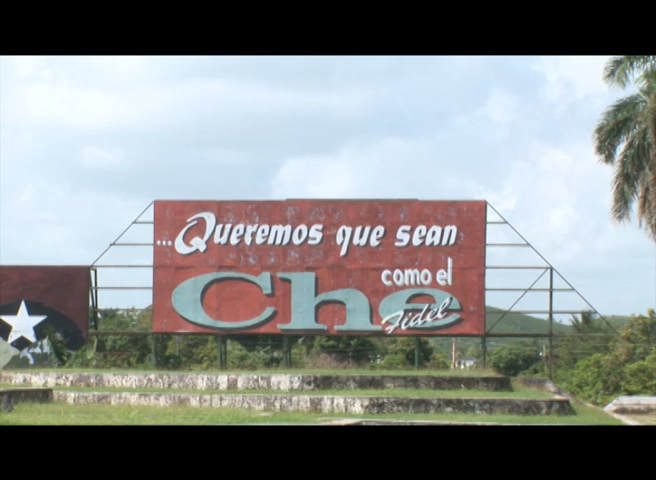 ...Queremos que sean
como el
Che
Fidel